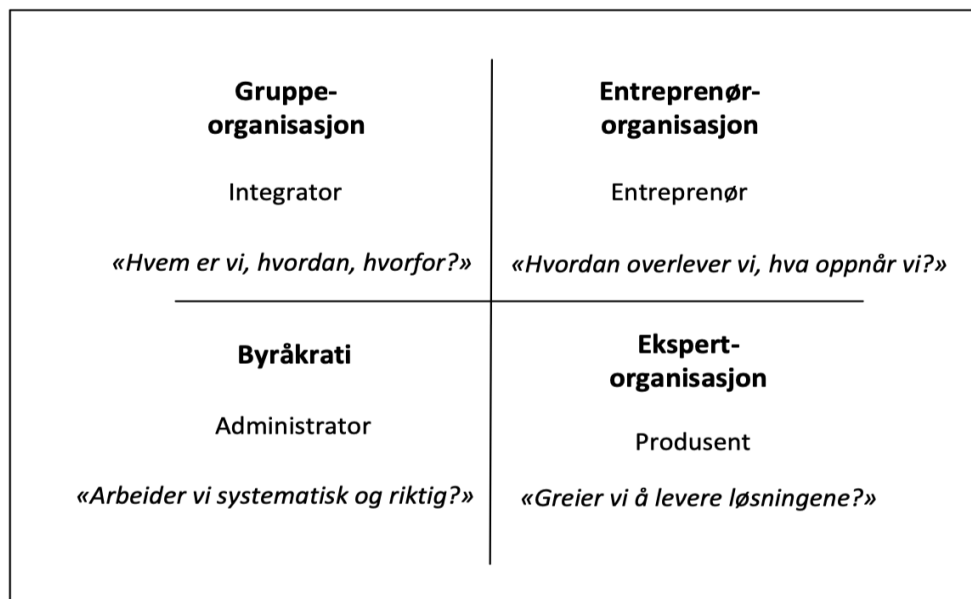 Gruppe-
organisasjon
Integrator
«Hvem er vi, hvordan, hvorfor?»
Entreprenør-
organisasjon
Entreprenør
«Hvordan overlever vi, hva oppnår vi?»
Byråkrati
Administrator
«Arbeider vi systematisk og riktig?»
Ekspert-
organisasjon
Produsent
«Greier vi å levere løsningene?»